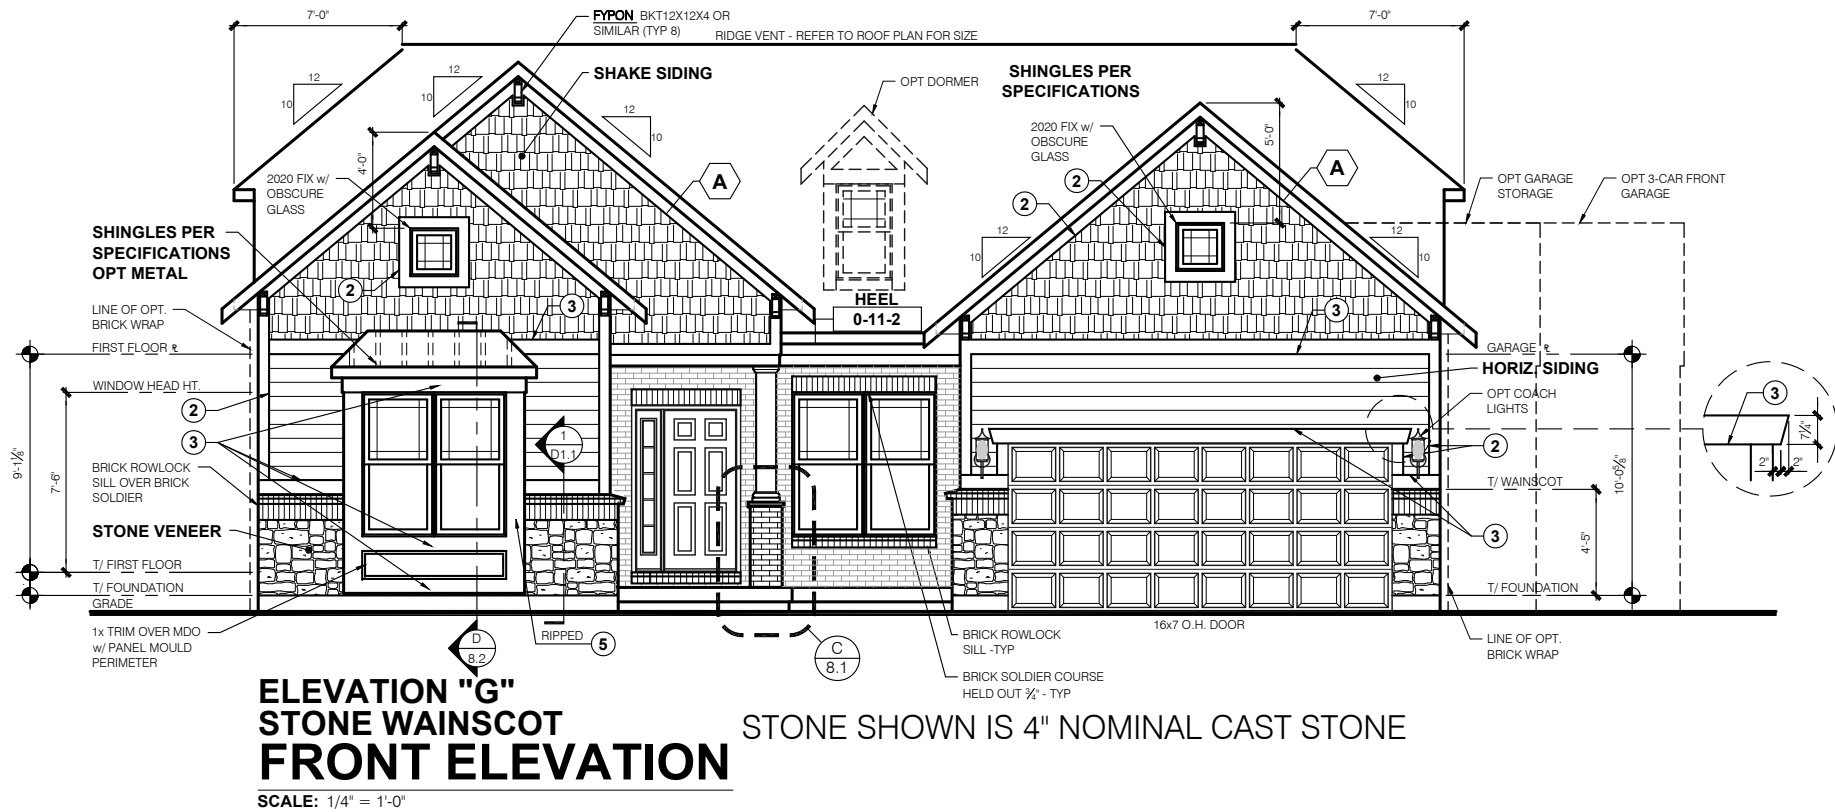 7'-0"
FYPON BKT12X12X4 OR
SIMILAR (TYP 8)
RIDGE VENT - REFER TO ROOF PLAN FOR SIZE
7'-0"
12
10
12
10
SHAKE SIDING
12
10
OPT DORMER
SHINGLES PER
SPECIFICATIONS
12
10
4'-0"
2020 FIX w/
OBSCURE
GLASS
A
2020 FIX w/
OBSCURE
GLASS
5'-0"
A
2
2
OPT GARAGE
STORAGE
OPT 3-CAR FRONT
GARAGE
SHINGLES PER
SPECIFICATIONS
OPT METAL
12
10
12
10
2
3
HEEL
0-11-2
3
LINE OF OPT.
BRICK WRAP
FIRST FLOOR ℄
GARAGE ℄
HORIZ. SIDING
WINDOW HEAD HT.
2
3
OPT COACH
LIGHTS
3
7¼"
2"
2"
1
D1.1
2
9'-1⅛"
7'-6"
BRICK ROWLOCK
SILL OVER BRICK
SOLDIER
T/ WAINSCOT
10'-0⅝"
STONE VENEER
3
4'-5"
T/ FIRST FLOOR
T/ FOUNDATION
T/ FOUNDATION
GRADE
1x TRIM OVER MDO
w/ PANEL MOULD
PERIMETER
D
8.2
RIPPED
5
C
8.1
16x7 O.H. DOOR
BRICK ROWLOCK
SILL -TYP
LINE OF OPT.
BRICK WRAP
BRICK SOLDIER COURSE
HELD OUT ¾" - TYP
ELEVATION "G"
STONE WAINSCOT
FRONT ELEVATION
STONE SHOWN IS 4" NOMINAL CAST STONE
SCALE: 1/4" = 1'-0"